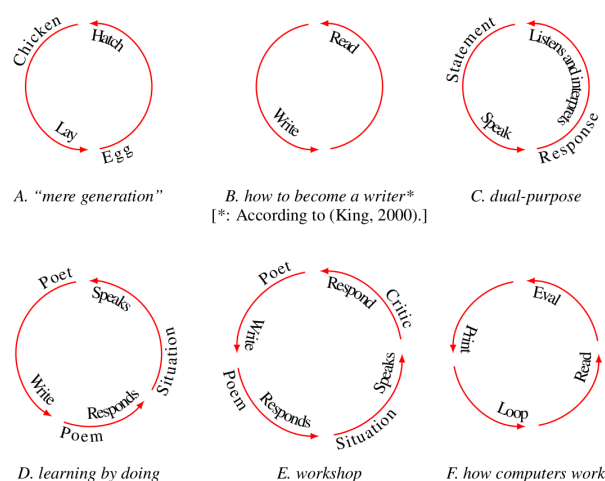 Chicken
Hatch
Lay
Egg
A. “mere generation”
Read
Write
B. how to become a writer*
[*: According to (King, 2000).]
Statement
Listens and interprets
Speak
Response
C. dual-purpose
Poet
Speaks
Situation
Write
Responds
Poem
D. learning by doing
Poet
Respond
Critic
Write
Speaks
Poem
Responds
Situation
E. workshop
Eval
Print
Read
Loop
F. how computers work